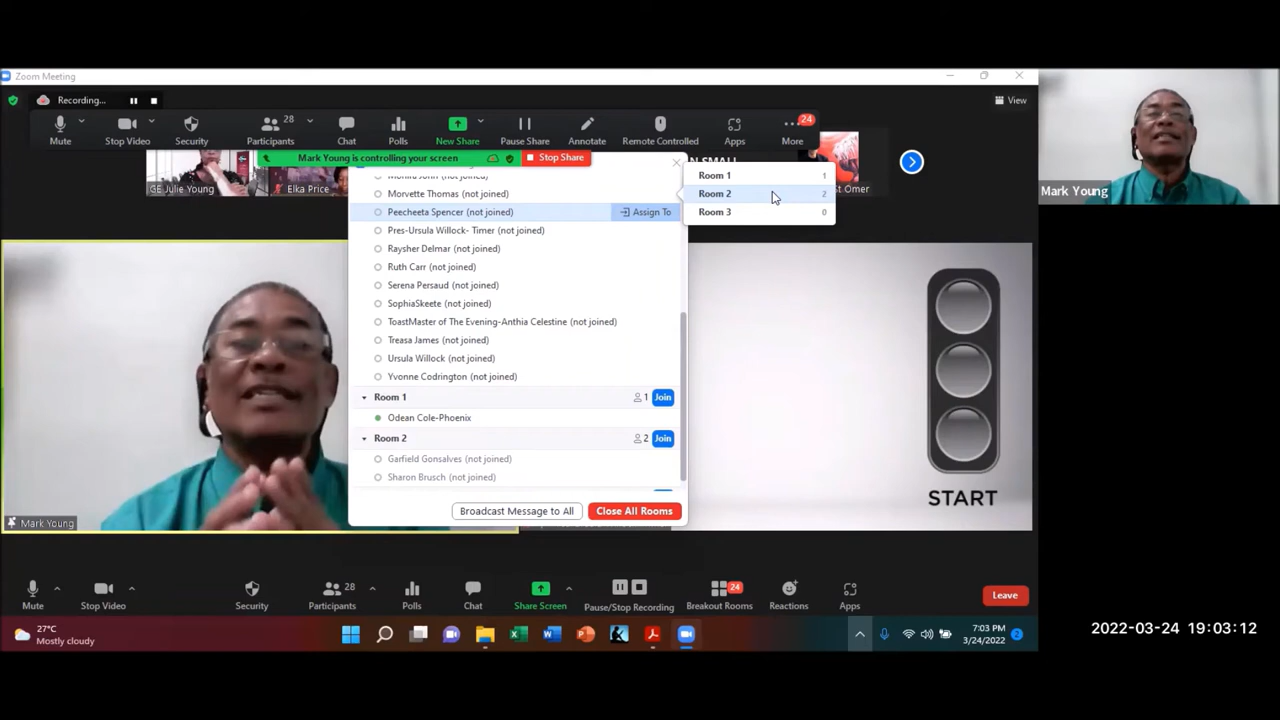 Zoom Meeting
Recording...
View
Mute
Stop Video
Security
Participants
28
Chat
Polls
New Share
Pause Share
Annotate
Remote Controlled
Apps
More
24
Mark Young is controlling your screen
Stop Share
GE Julie Young
Elka Price
SMALL
St Omer
Mark Young
Morvette Thomas (not joined)
Peecheeta Spencer (not joined)
Assign To
Pres-Ursula Willock- Timer (not joined)
Raysher Delmar (not joined)
Ruth Carr (not joined)
Serena Persaud (not joined)
SophiaSkeete (not joined)
ToastMaster of The Evening-Anthia Celestine (not joined)
Treasa James (not joined)
Ursula Willock (not joined)
Yvonne Codrington (not joined)
Room 1
1
Join
Odean Cole-Phoenix
Room 2
2
Join
Garfield Gonsalves (not joined)
Sharon Brusch (not joined)
Broadcast Message to All
Close All Rooms
Room 1 1
Room 2 2
Room 3 0
START
Mark Young
Mute
Stop Video
Security
Participants
28
Polls
Chat
Share Screen
Pause/Stop Recording
Breakout Rooms
24
Reactions
Apps
Leave
27°C
Mostly cloudy
7:03 PM
3/24/2022
2
2022-03-24 19:03:12